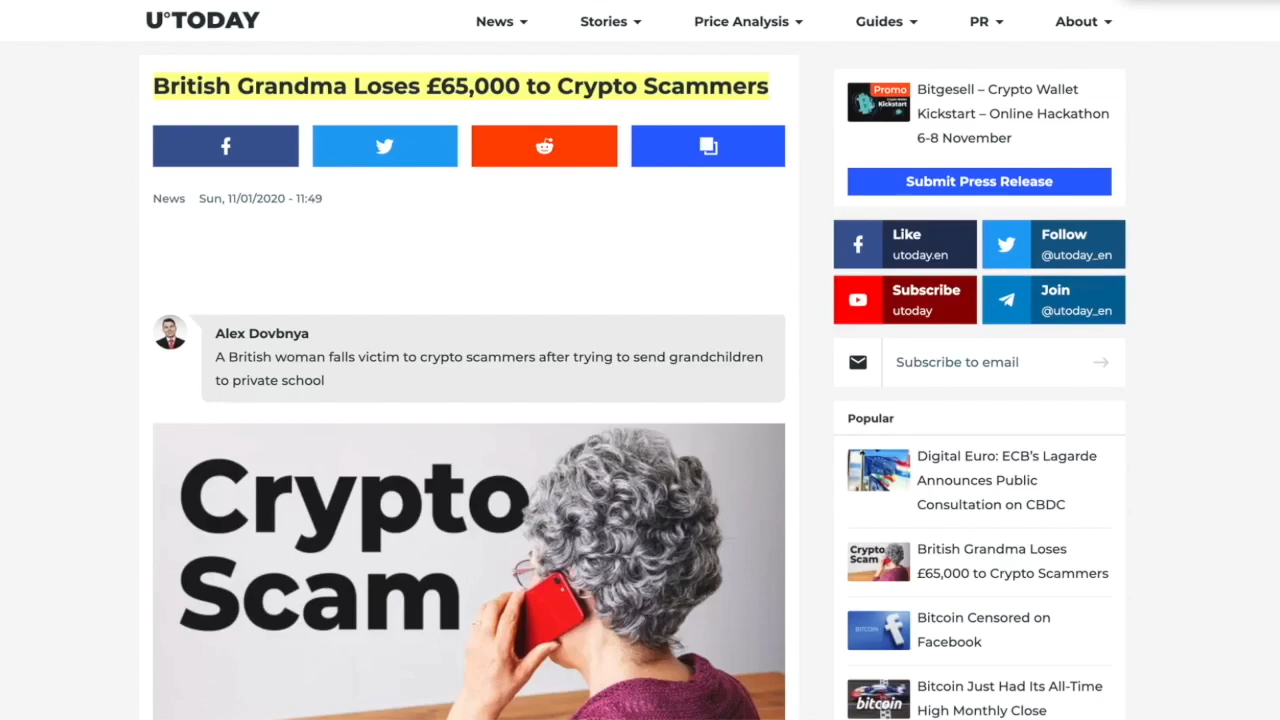 U°TODAY
News
Stories
Price Analysis
Guides
PR
About
British Grandma Loses £65,000 to Crypto Scammers
News Sun, 11/01/2020 - 11:49
Alex Dovbnya
A British woman falls victim to crypto scammers after trying to send grandchildren
to private school
Crypto
Scam
Promo
Kickstart
Bitgesell – Crypto Wallet
Kickstart – Online Hackathon
6-8 November
Submit Press Release
Like
utoday.en
Follow
@utoday_en
Subscribe
utoday
Join
@utoday_en
Subscribe to email
Popular
Digital Euro: ECB’s Lagarde
Announces Public
Consultation on CBDC
Crypto
Scam
British Grandma Loses
£65,000 to Crypto Scammers
BITCOIN
Bitcoin Censored on
Facebook
bitcoin
Bitcoin Just Had Its All-Time
High Monthly Close